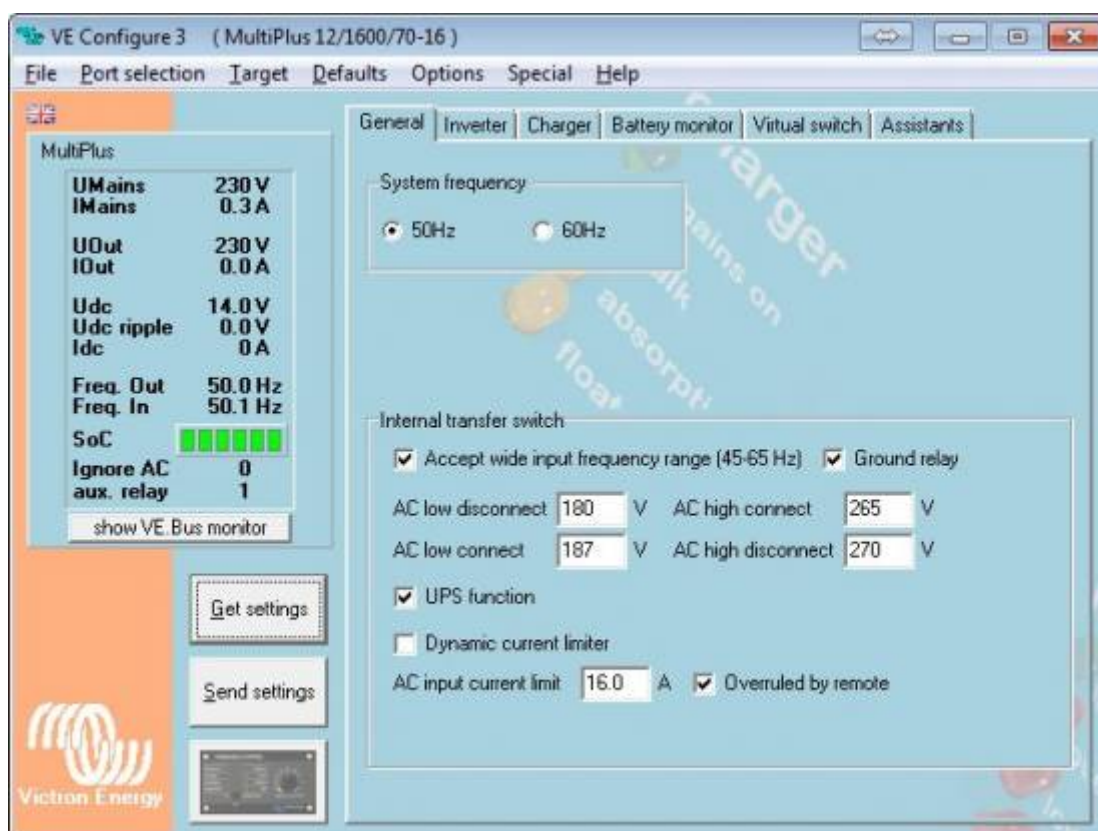 VE Configure 3 ( MultiPlus 12/1600/70-16 )
File Port selection Target Defaults Options Special Help
General Inverter Charger Battery monitor Virtual switch Assistants
MultiPlus
UMains 230 V
IMains 0.3 A
UOut 230 V
IOut 0.0 A
Udc 14.0 V
Udc ripple 0.0 V
Idc 0 A
Freq. Out 50.0 Hz
Freq. In 50.1 Hz
SoC
Ignore AC 0
aux. relay 1
show VE.Bus monitor
Get settings
Send settings
Victron Energy
System frequency
50Hz 60Hz
charger
mains on
absorpti
float
Internal transfer switch
Accept wide input frequency range (45-65 Hz) Ground relay
AC low disconnect 180 V AC high connect 265 V
AC low connect 187 V AC high disconnect 270 V
UPS function
Dynamic current limiter
AC input current limit 16.0 A Overruled by remote